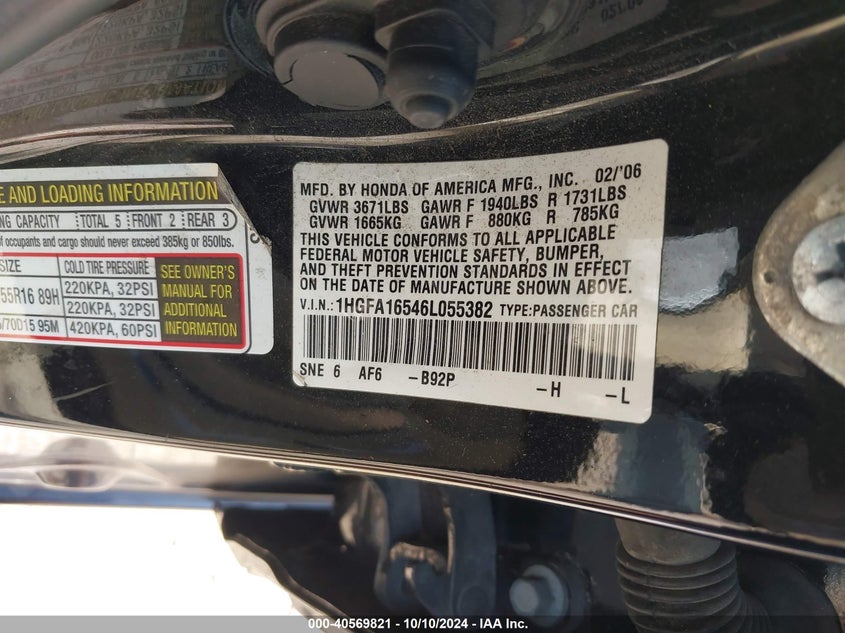 E AND LOADING INFORMATION
NG CAPACITY TOTAL 5 FRONT 2 REAR 3
of occupants and cargo should never exceed 385kg or 850lbs.
SIZE COLD TIRE PRESSURE SEE OWNER'S MANUAL FOR ADDITIONAL INFORMATION
55R16 89H 220KPA, 32PSI
220KPA, 32PSI
/70D15 95M 420KPA, 60PSI
MFD. BY HONDA OF AMERICA MFG., INC. 02/'06
GVWR 3671LBS GAWR F 1940LBS R 1731LBS
GVWR 1665KG GAWR F 880KG R 785KG
THIS VEHICLE CONFORMS TO ALL APPLICABLE
FEDERAL MOTOR VEHICLE SAFETY, BUMPER,
AND THEFT PREVENTION STANDARDS IN EFFECT
ON THE DATE OF MANUFACTURE SHOWN ABOVE.
V.I.N.: 1HGFA16546L055382 TYPE:PASSENGER CAR
SNE 6 AF6 -B92P -H -L
000-40569821 - 10/10/2024 - IAA Inc.